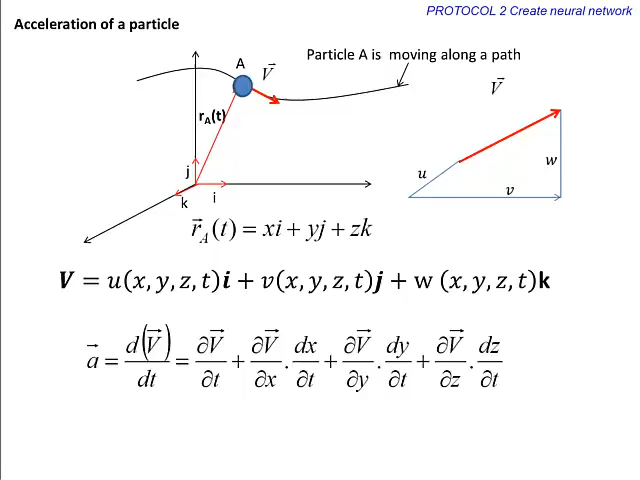 PROTOCOL 2 Create neural network
Acceleration of a particle
Particle A is moving along a path
A
V⃗
V⃗
r_A(t)
j
k
i
u
v
w
r⃗_A(t) = xi + yj + zk
V = u(x, y, z, t)i + v(x, y, z, t)j + w (x, y, z, t)k
a⃗ = d(V⃗)/dt = ∂V⃗/∂t + ∂V⃗/∂x . dx/∂t + ∂V⃗/∂y . dy/∂t + ∂V⃗/∂z . dz/∂t